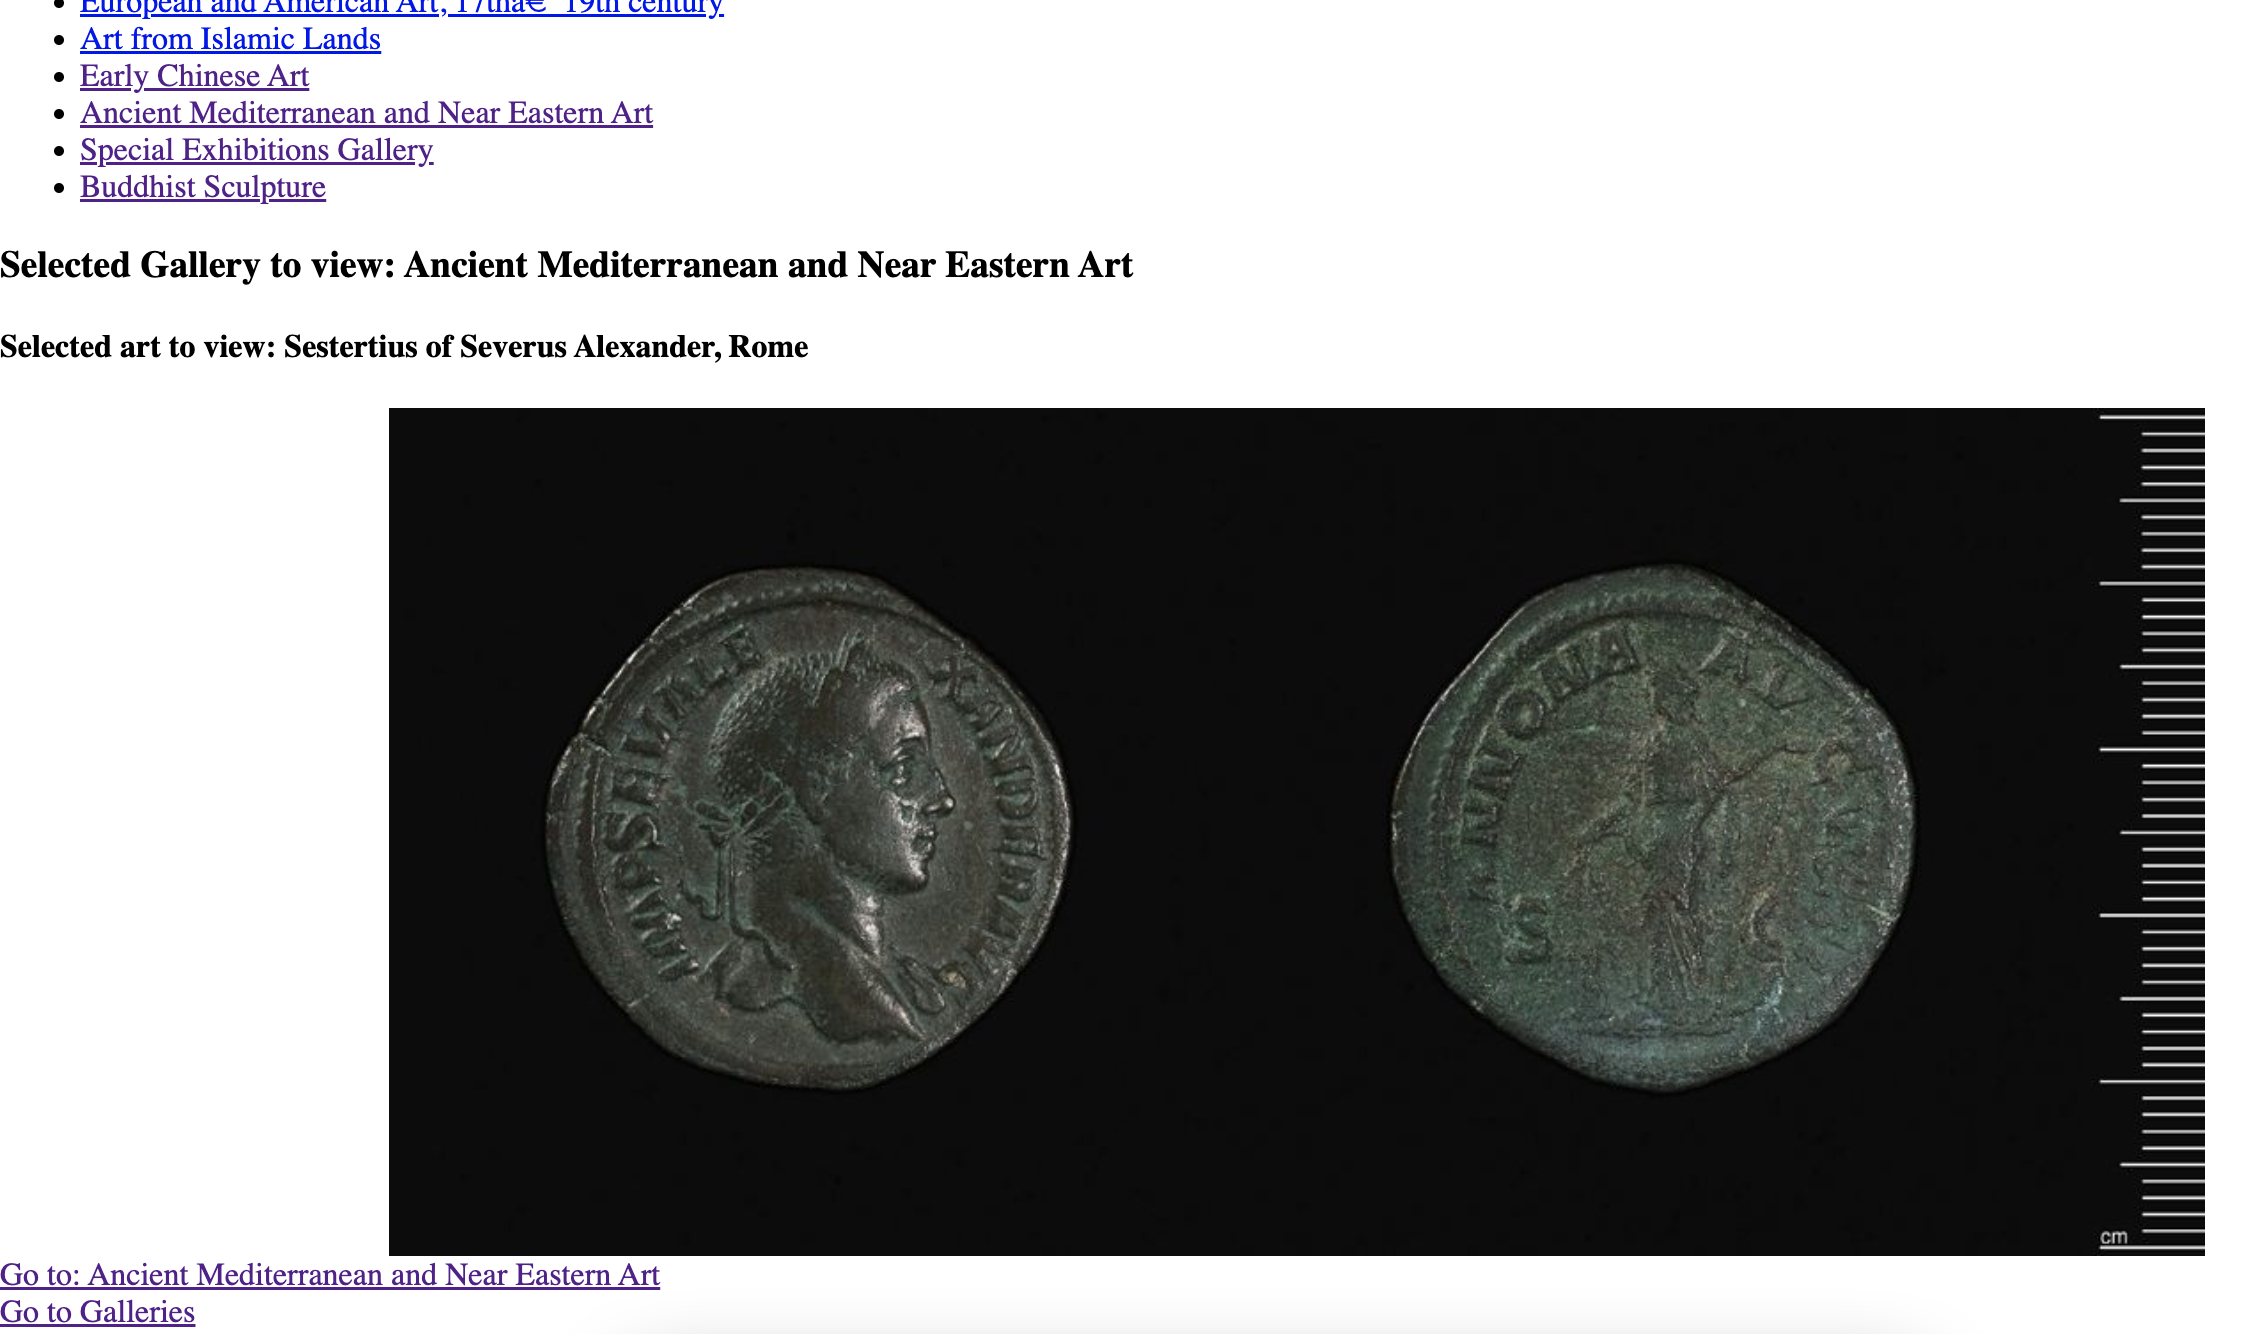 European and American Art, 17thâ€“19th century
Art from Islamic Lands
Early Chinese Art
Ancient Mediterranean and Near Eastern Art
Special Exhibitions Gallery
Buddhist Sculpture
Selected Gallery to view: Ancient Mediterranean and Near Eastern Art
Selected art to view: Sestertius of Severus Alexander, Rome
IMP SEV ALE XANDER AVG
ANNONA AV
S
cm
Go to: Ancient Mediterranean and Near Eastern Art
Go to Galleries